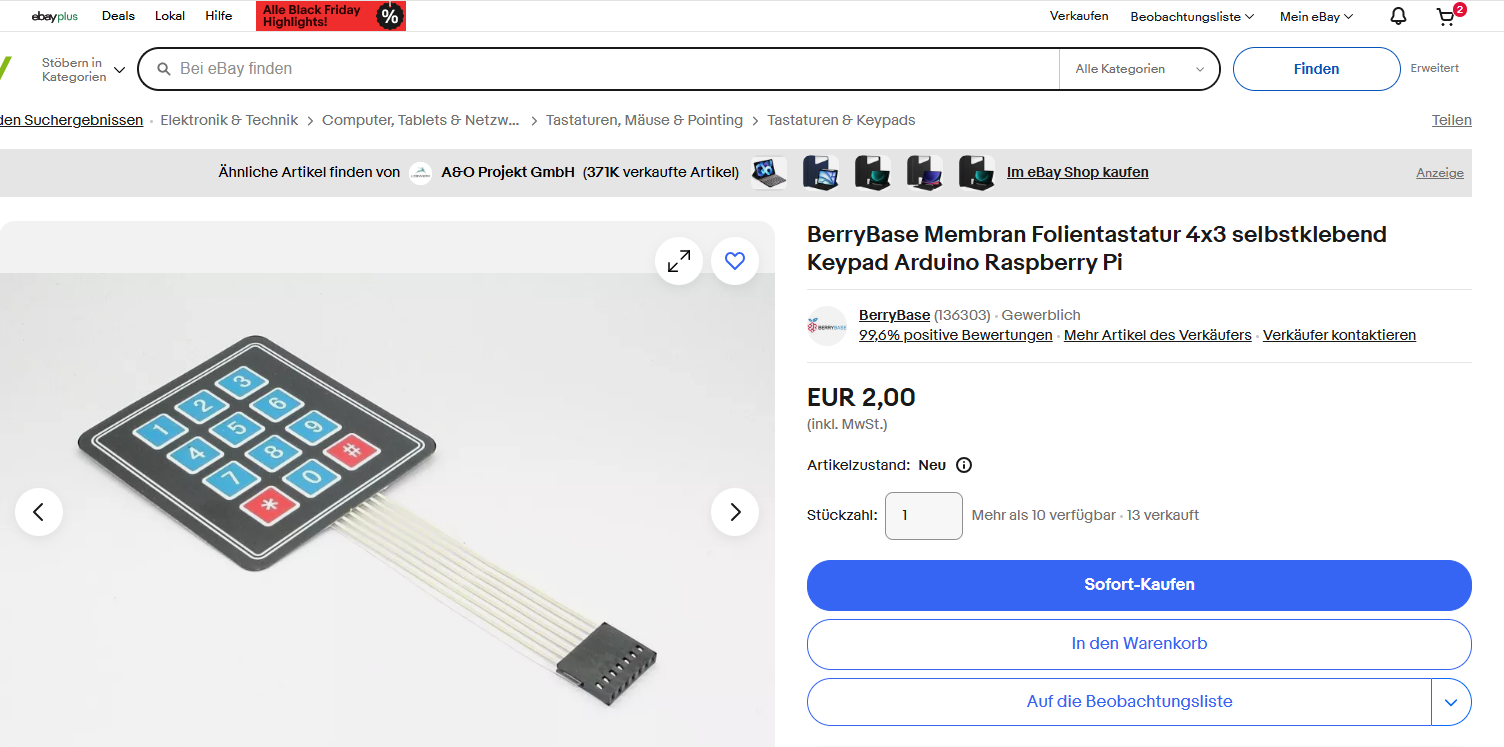 ebayplus Deals Lokal Hilfe Alle Black Friday Highlights! % Verkaufen Beobachtungsliste Mein eBay 2
Stöbern in
Kategorien
Bei eBay finden
Alle Kategorien
Finden
Erweitert
den Suchergebnissen · Elektronik & Technik > Computer, Tablets & Netzw... > Tastaturen, Mäuse & Pointing > Tastaturen & Keypads
Teilen
Ähnliche Artikel finden von A&O Projekt GmbH (371K verkaufte Artikel) Im eBay Shop kaufen
Anzeige
1 2 3
4 5 6
7 8 9
* 0 #
BerryBase Membran Folientastatur 4x3 selbstklebend
Keypad Arduino Raspberry Pi
BERRYBASE
BerryBase (136303) · Gewerblich
99,6% positive Bewertungen · Mehr Artikel des Verkäufers · Verkäufer kontaktieren
EUR 2,00
(inkl. MwSt.)
Artikelzustand: Neu
Stückzahl: 1 Mehr als 10 verfügbar · 13 verkauft
Sofort-Kaufen
In den Warenkorb
Auf die Beobachtungsliste